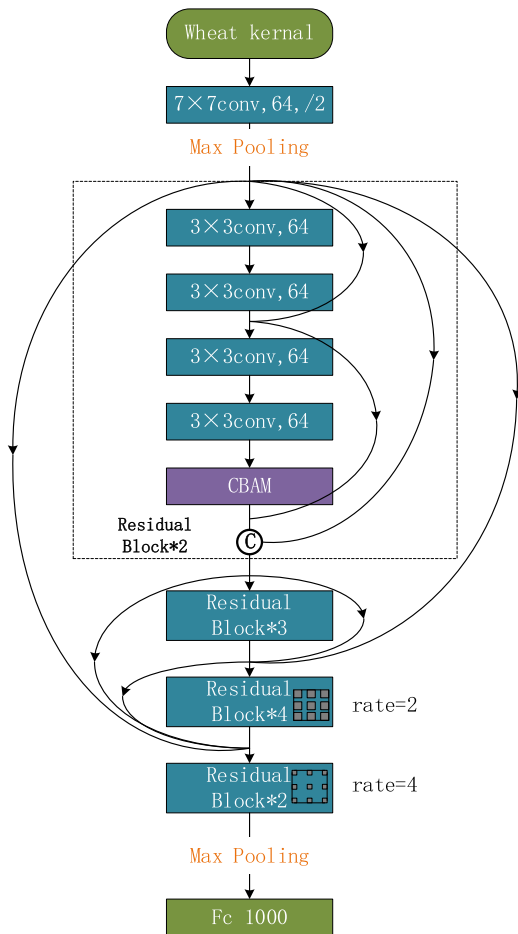 Wheat kernal
7×7conv,64,/2
Max Pooling
3×3conv,64
3×3conv,64
3×3conv,64
3×3conv,64
CBAM
Residual
Block*2
C
Residual
Block*3
Residual
Block*4
rate=2
Residual
Block*2
rate=4
Max Pooling
Fc 1000